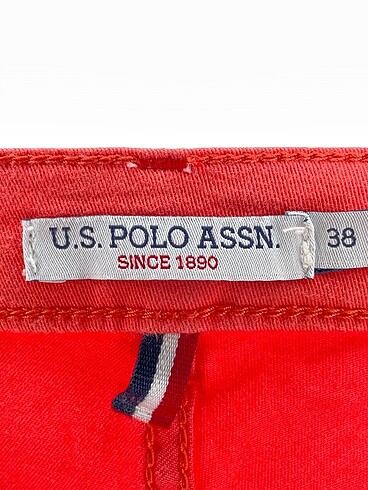 U.S. POLO ASSN.
SINCE 1890
38